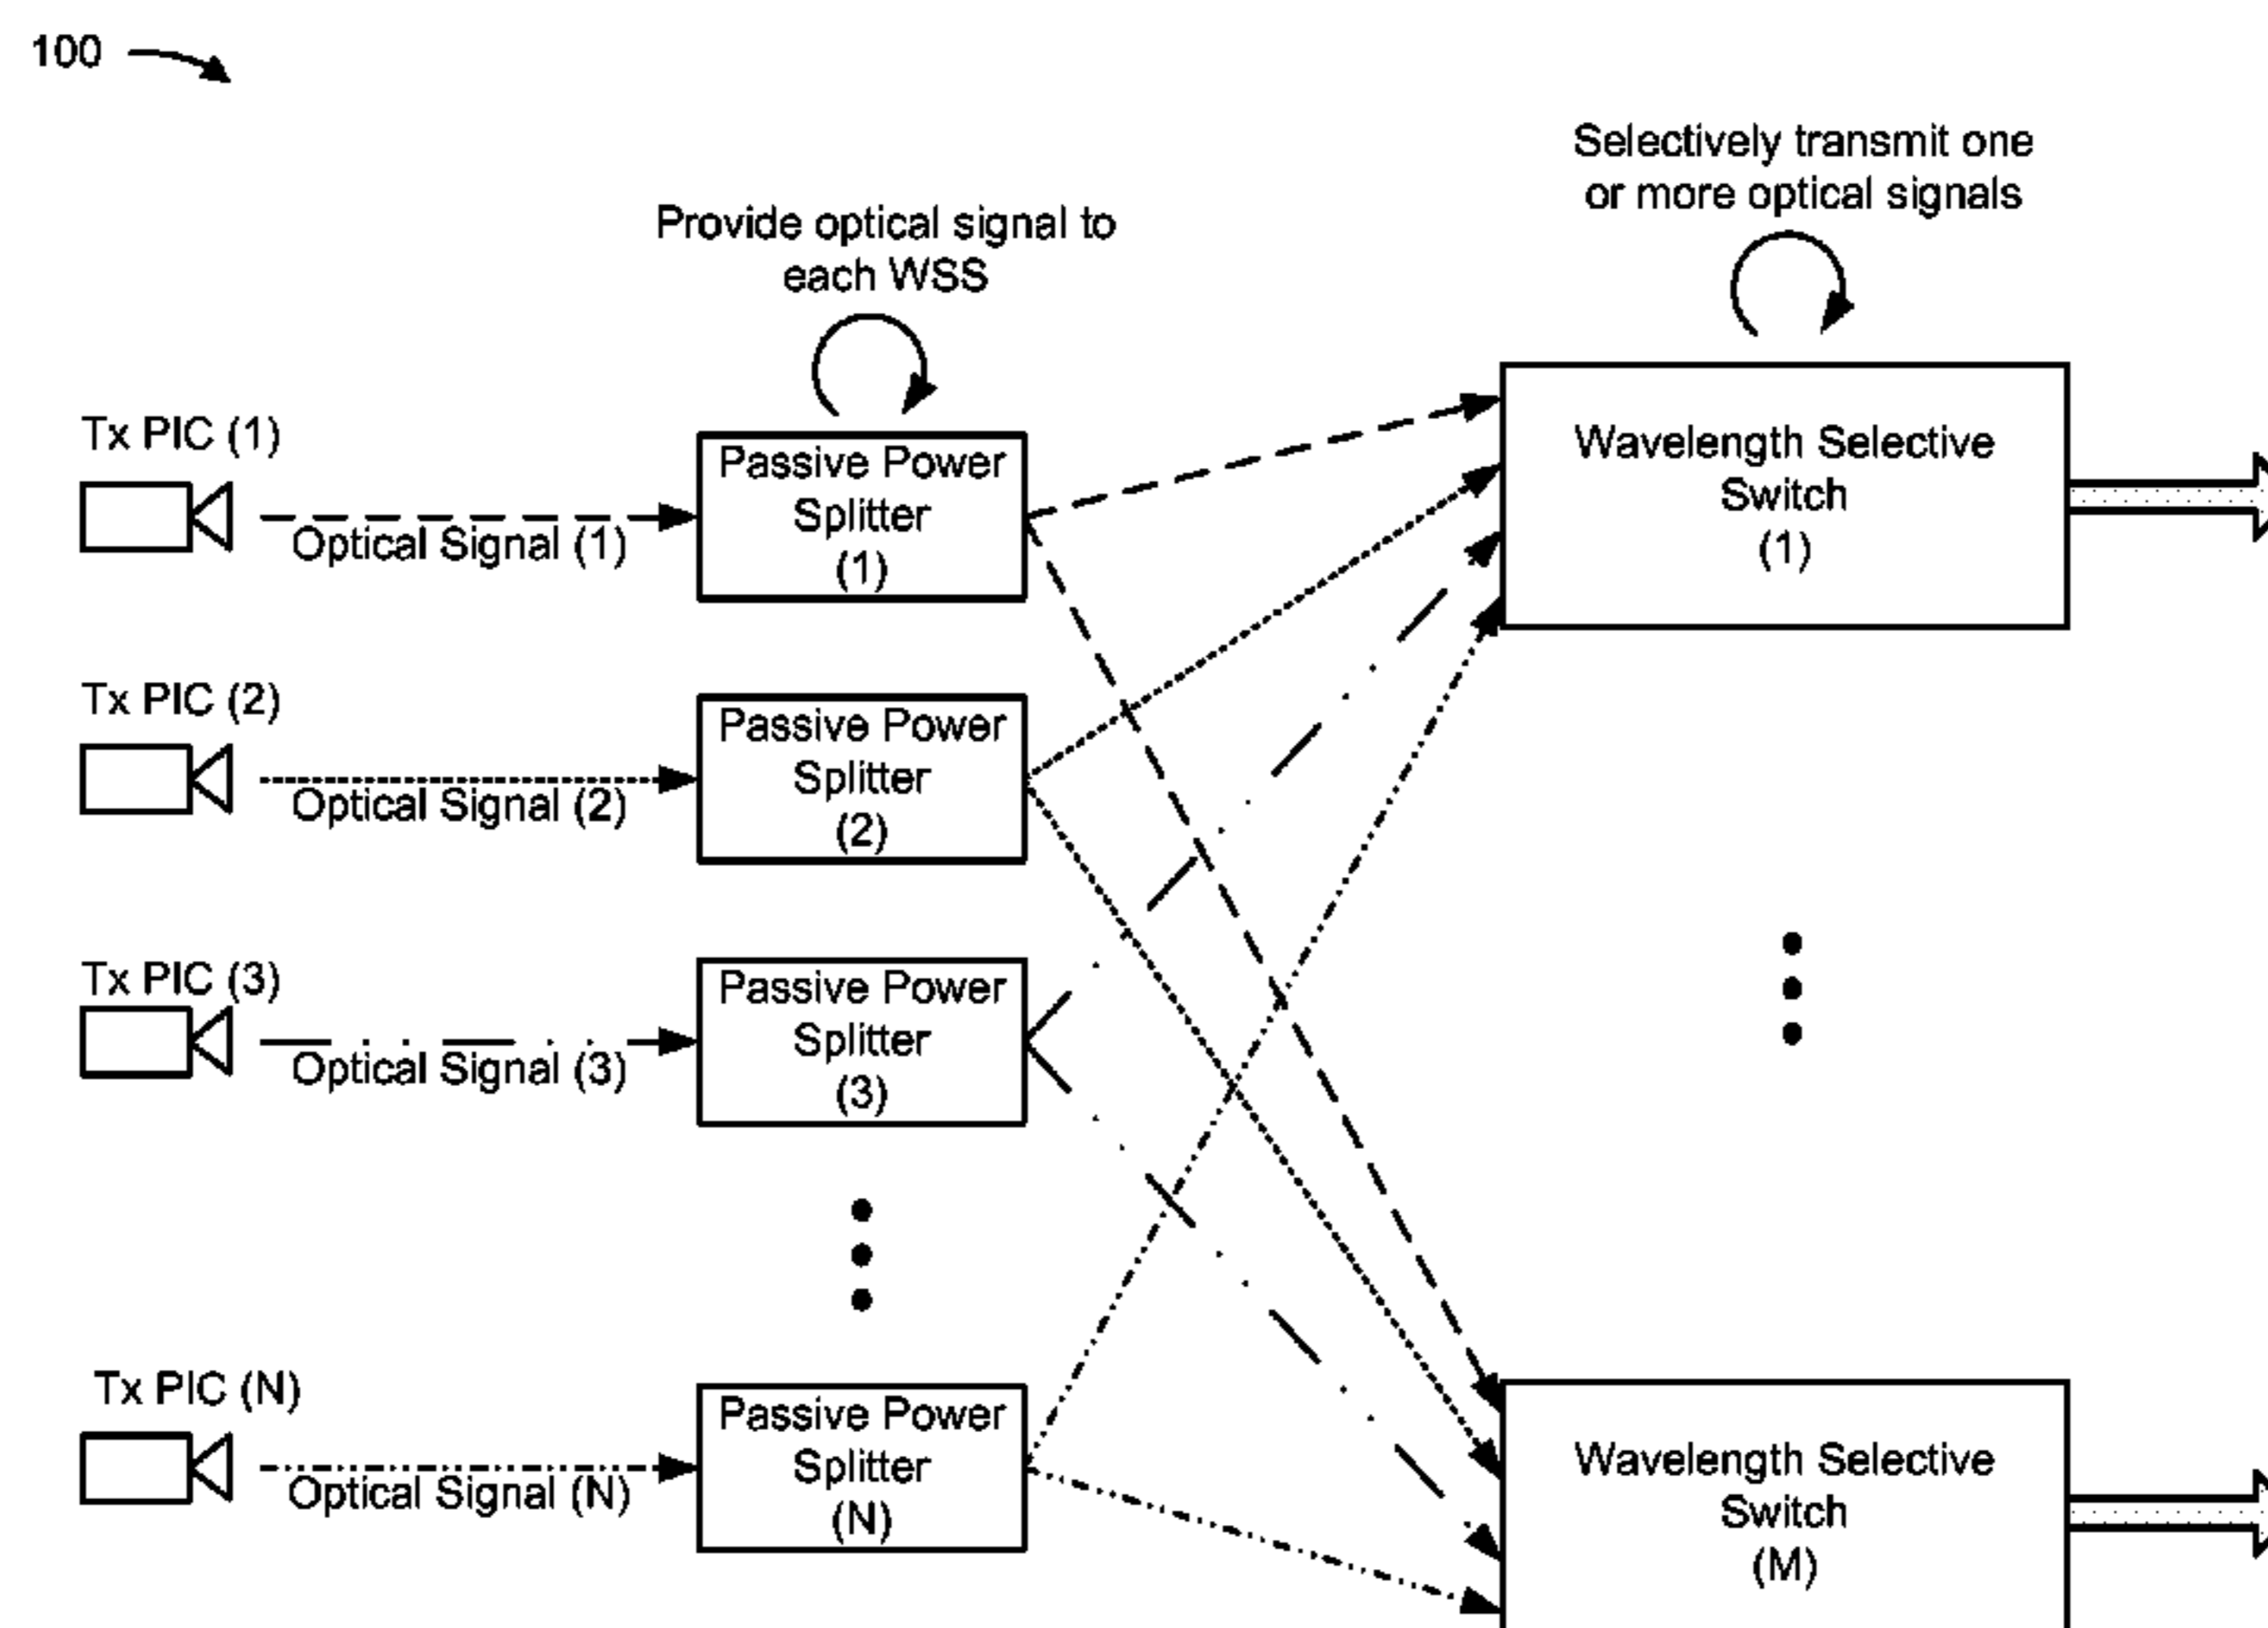 100
Selectively transmit one
or more optical signals
Provide optical signal to
each WSS
Tx PIC (1)
Optical Signal (1)
Passive Power
Splitter
(1)
Wavelength Selective
Switch
(1)
Tx PIC (2)
Optical Signal (2)
Passive Power
Splitter
(2)
Tx PIC (3)
Optical Signal (3)
Passive Power
Splitter
(3)
Tx PIC (N)
Optical Signal (N)
Passive Power
Splitter
(N)
Wavelength Selective
Switch
(M)